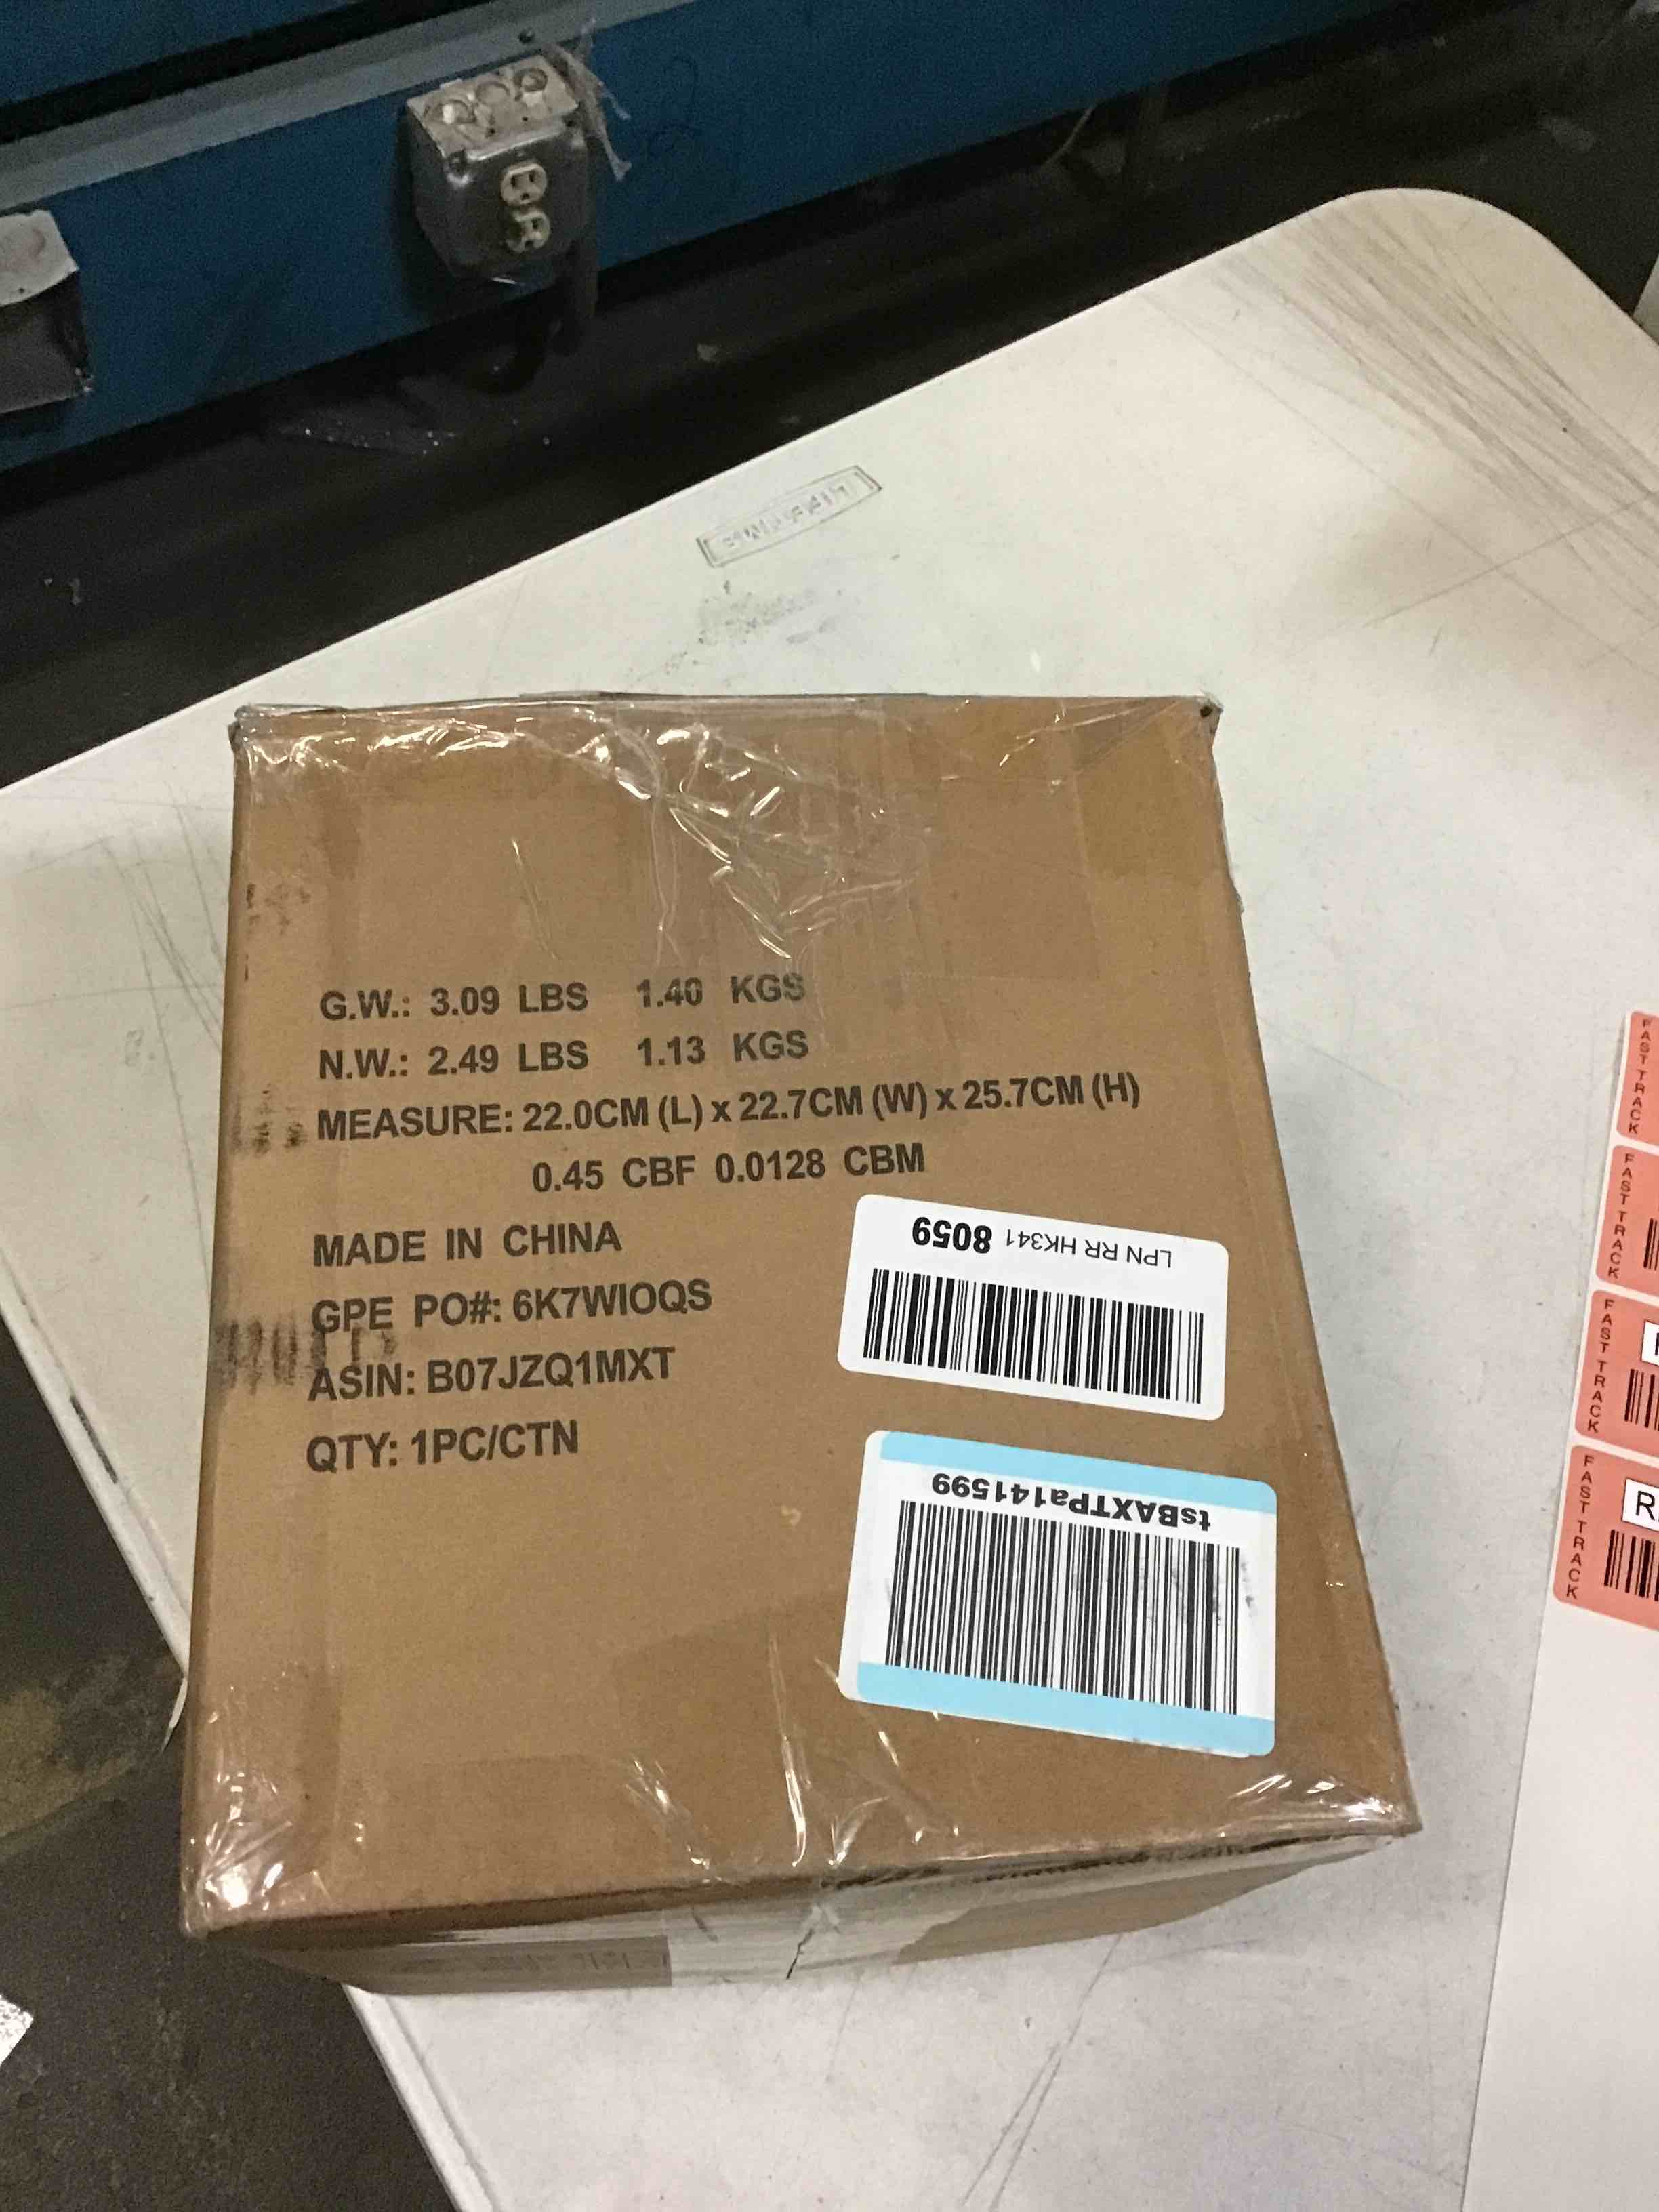 LIFETIME
G.W.: 3.09 LBS 1.40 KGS
N.W.: 2.49 LBS 1.13 KGS
MEASURE: 22.0CM (L) x 22.7CM (W) x 25.7CM (H)
0.45 CBF 0.0128 CBM
MADE IN CHINA
GPE PO#: 6K7WIOQS
ASIN: B07JZQ1MXT
QTY: 1PC/CTN
LPN RR HK341 8059
tsBAXTPa141599
FAST TRACK
FAST TRACK
FAST TRACK
FAST TRACK